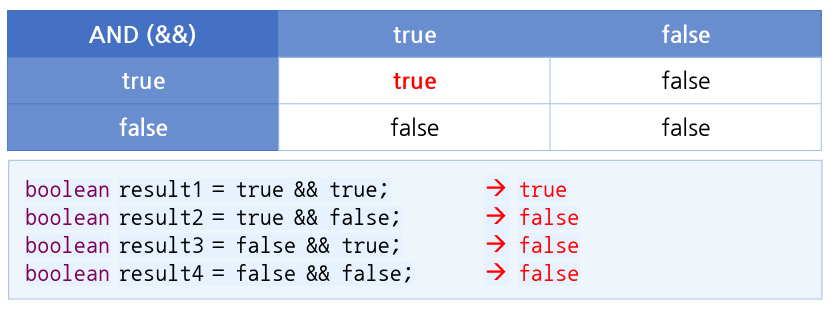 AND (&&) true false
true true false
false false false
boolean result1 = true && true; → true
boolean result2 = true && false; → false
boolean result3 = false && true; → false
boolean result4 = false && false; → false